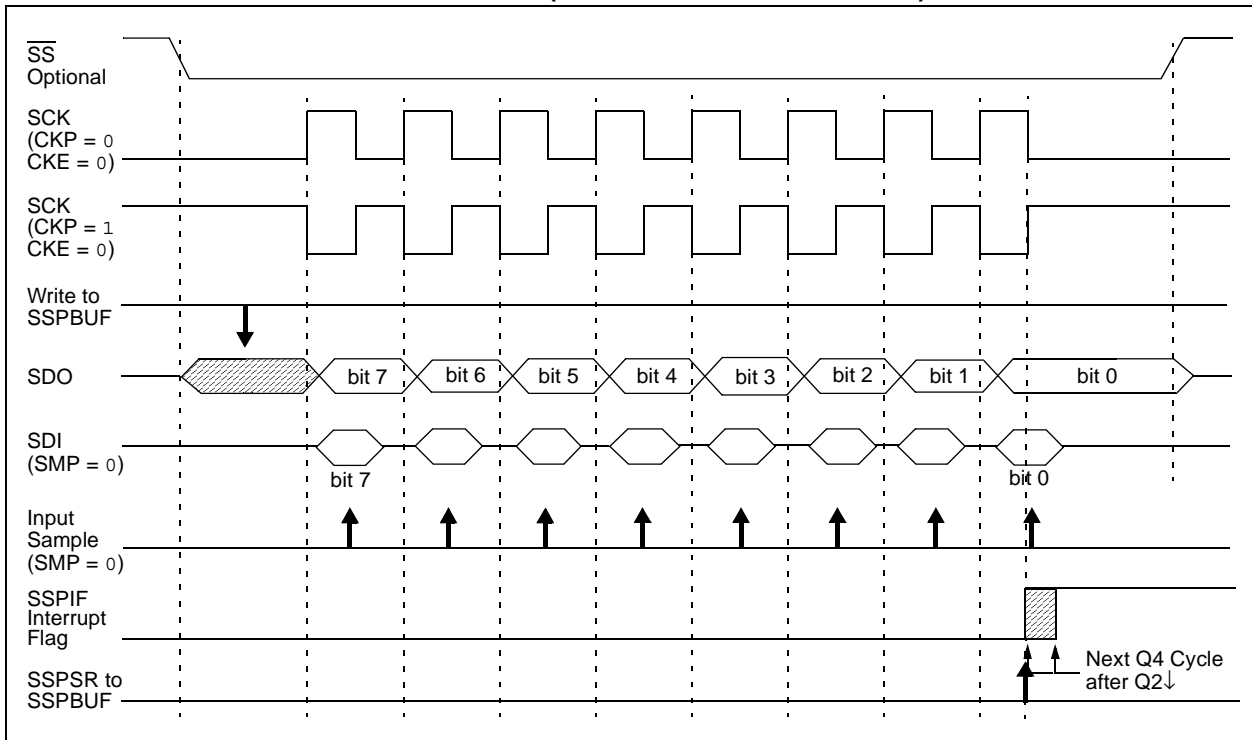 SS
Optional
SCK
(CKP = 0
CKE = 0)
SCK
(CKP = 1
CKE = 0)
Write to
SSPBUF
SDO
bit 7 bit 6 bit 5 bit 4 bit 3 bit 2 bit 1 bit 0
SDI
(SMP = 0)
bit 7 bit 0
Input
Sample
(SMP = 0)
SSPIF
Interrupt
Flag
SSPSR to
SSPBUF
Next Q4 Cycle
after Q2↓